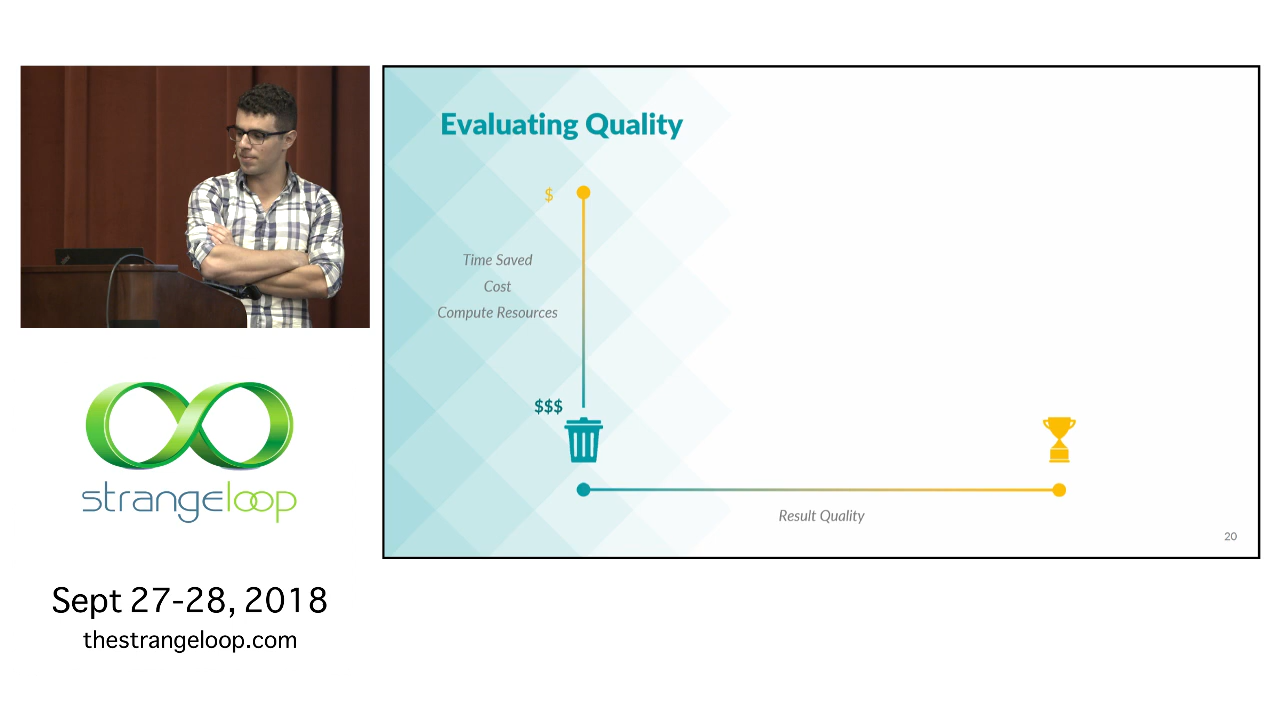 Evaluating Quality
$
Time Saved
Cost
Compute Resources
$$$
Result Quality
20
strangeloop
Sept 27-28, 2018
thestrangeloop.com